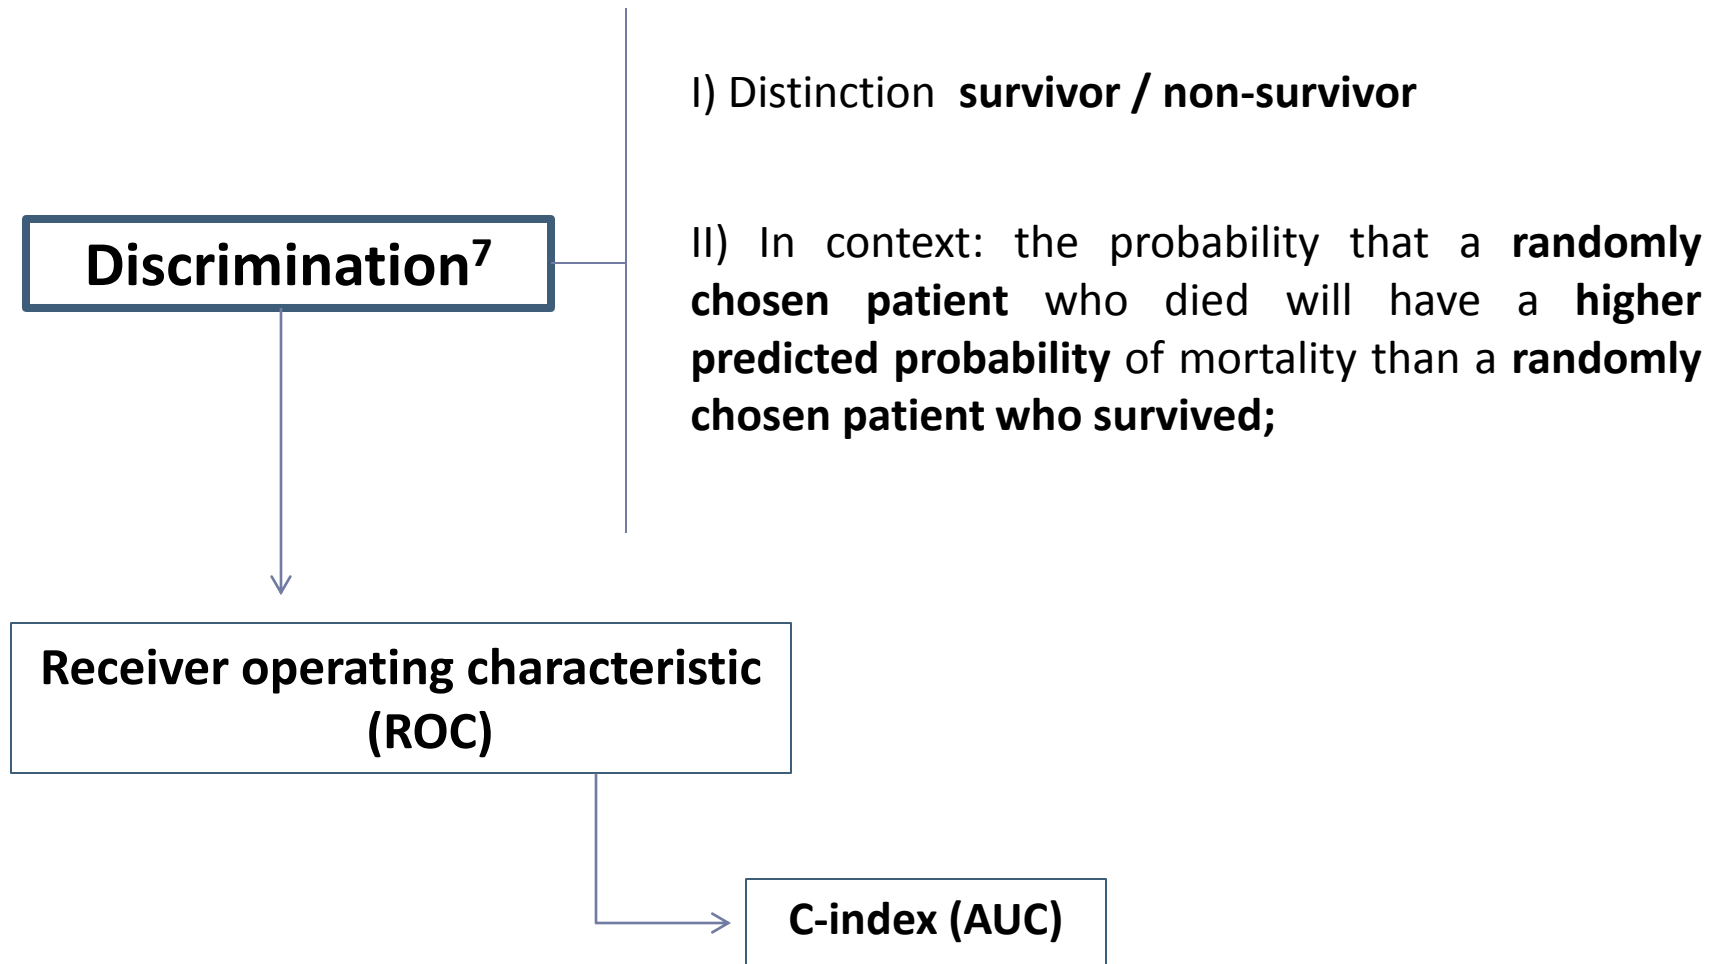 I) Distinction survivor / non-survivor
Discrimination⁷
II) In context: the probability that a randomly
chosen patient who died will have a higher
predicted probability of mortality than a randomly
chosen patient who survived;
Receiver operating characteristic
(ROC)
C-index (AUC)